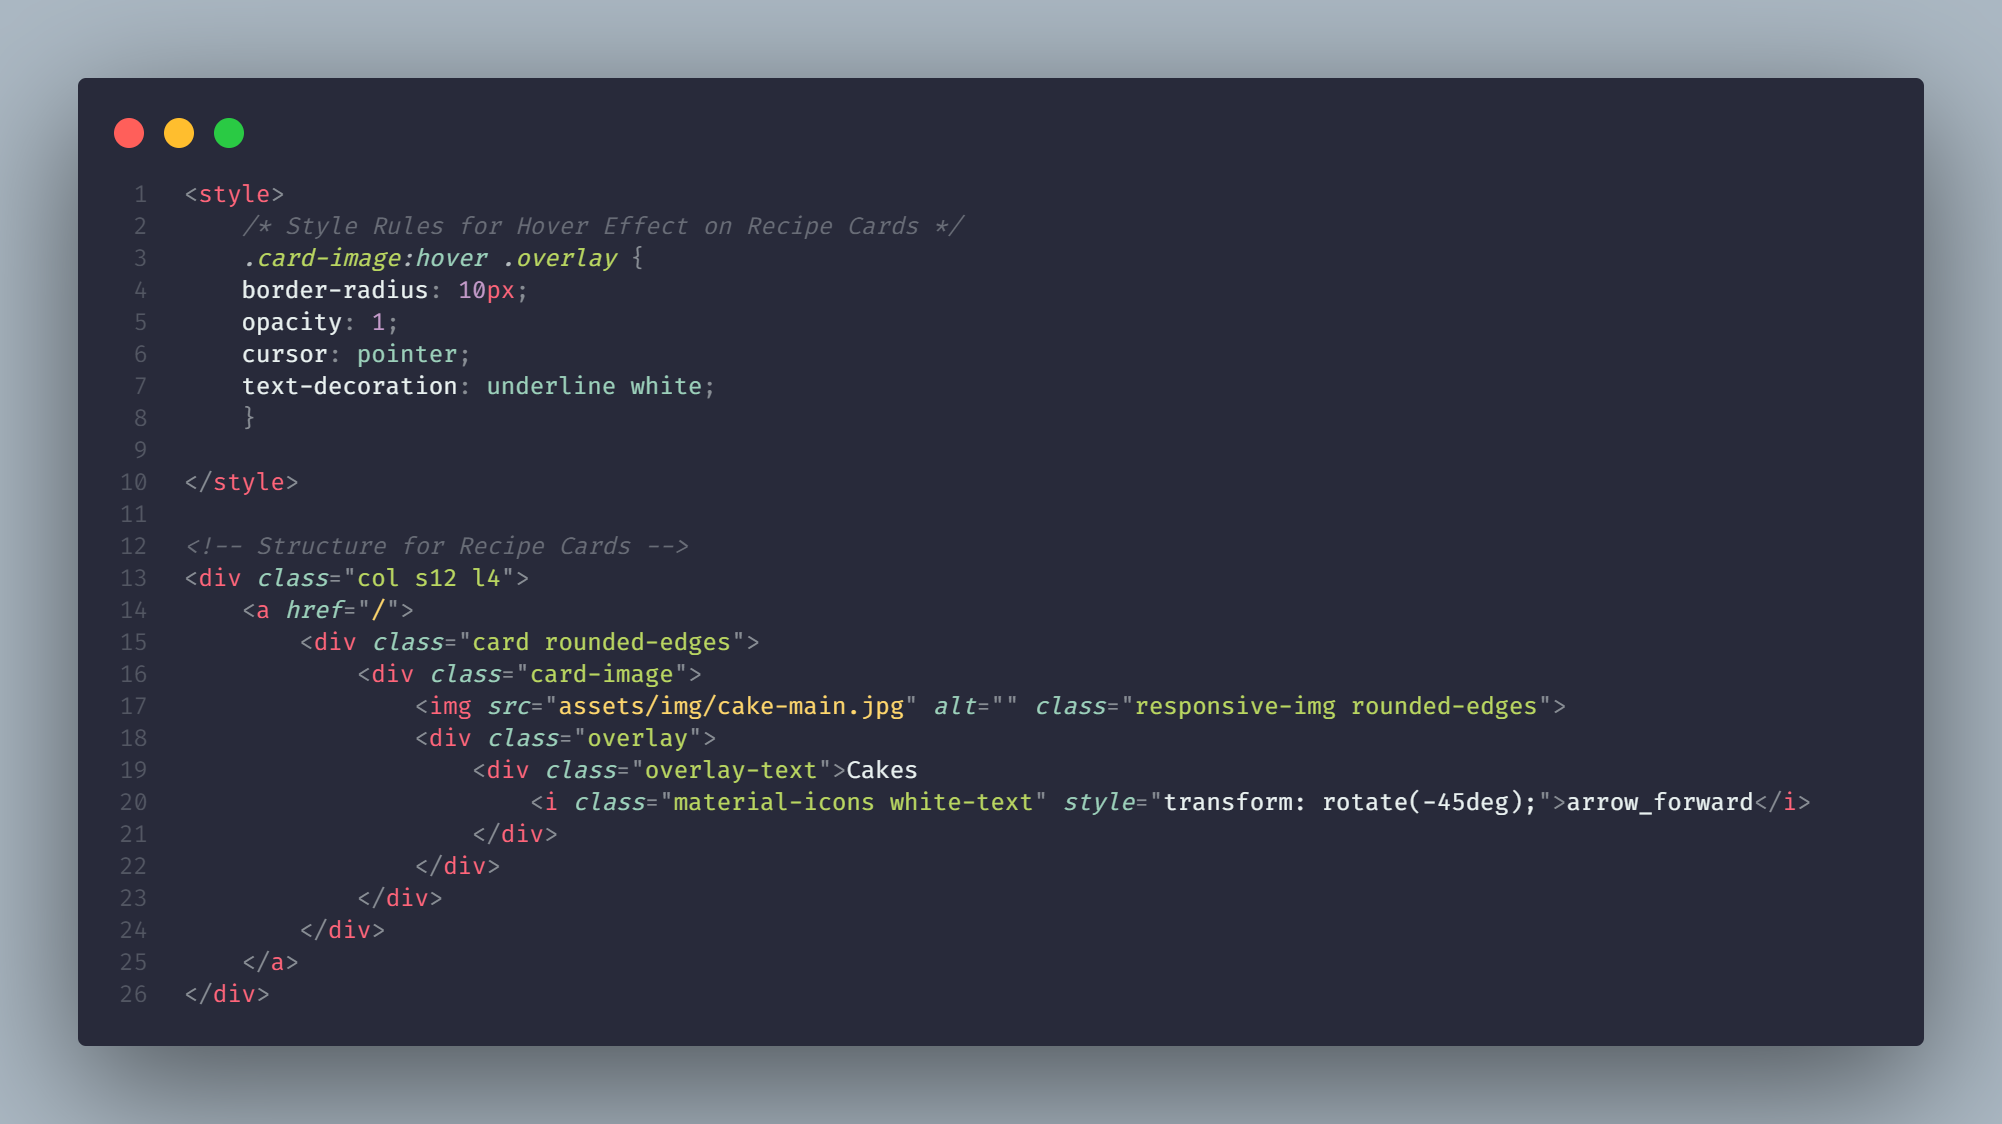 1 <style>
2     /* Style Rules for Hover Effect on Recipe Cards */
3     .card-image:hover .overlay {
4     border-radius: 10px;
5     opacity: 1;
6     cursor: pointer;
7     text-decoration: underline white;
8     }
9
10 </style>
11
12 <!-- Structure for Recipe Cards -->
13 <div class="col s12 l4">
14     <a href="/">
15         <div class="card rounded-edges">
16             <div class="card-image">
17                 <img src="assets/img/cake-main.jpg" alt="" class="responsive-img rounded-edges">
18                 <div class="overlay">
19                     <div class="overlay-text">Cakes
20                         <i class="material-icons white-text" style="transform: rotate(-45deg);">arrow_forward</i>
21                     </div>
22                 </div>
23             </div>
24         </div>
25     </a>
26 </div>